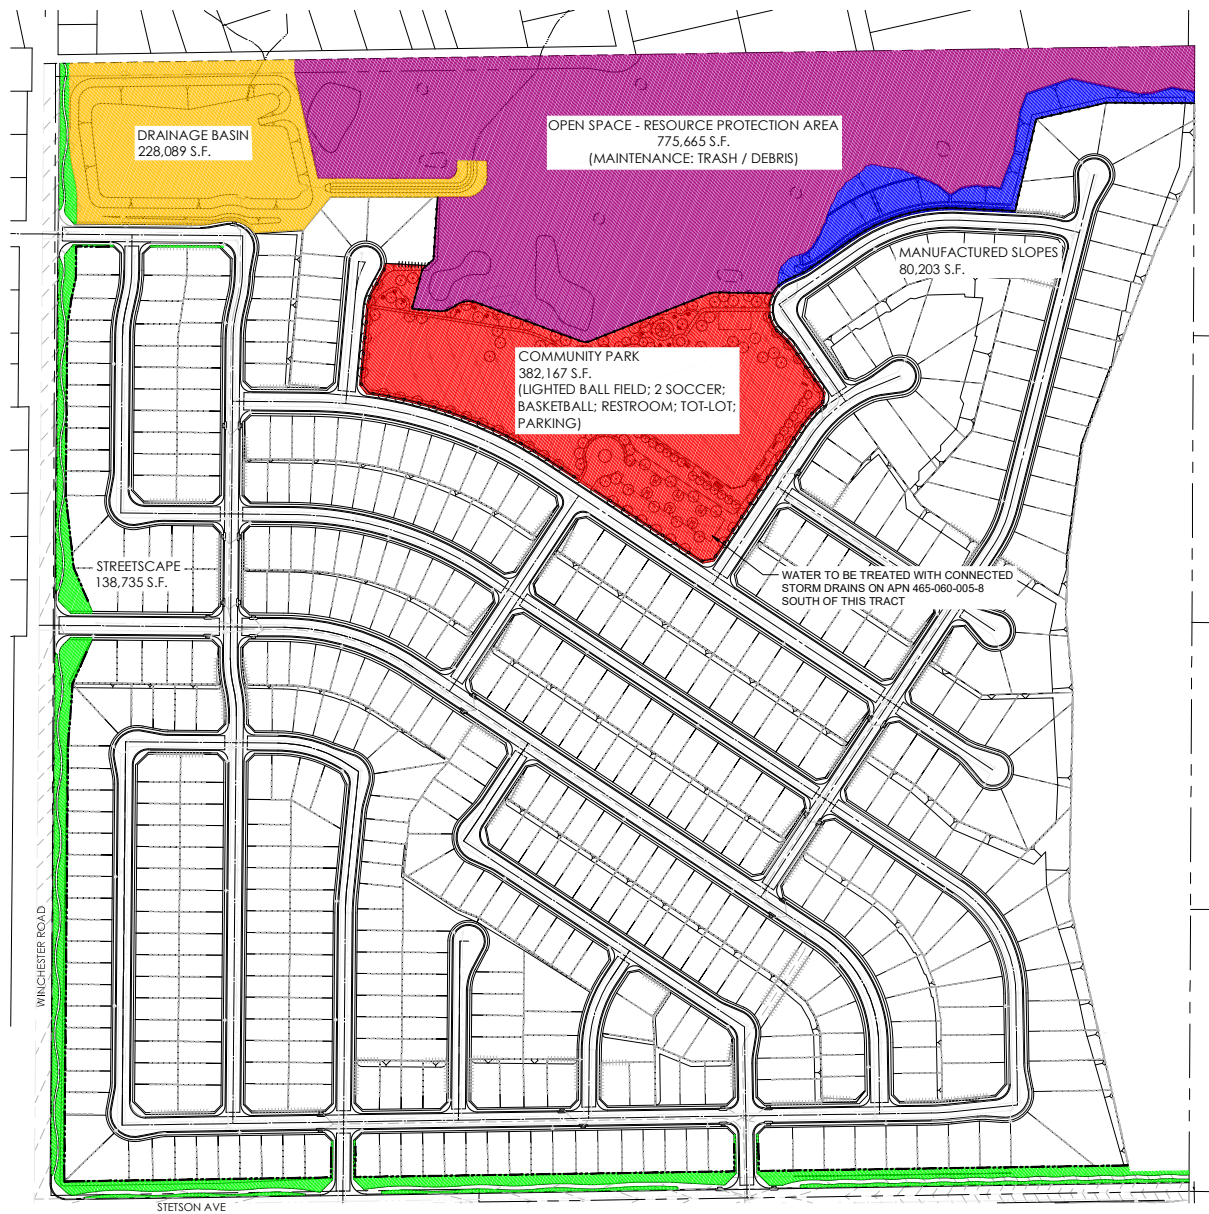 DRAINAGE BASIN
228,089 S.F.
OPEN SPACE - RESOURCE PROTECTION AREA
775,665 S.F.
(MAINTENANCE: TRASH / DEBRIS)
MANUFACTURED SLOPES
80,203 S.F.
COMMUNITY PARK
382,167 S.F.
(LIGHTED BALL FIELD; 2 SOCCER;
BASKETBALL; RESTROOM; TOT-LOT;
PARKING)
STREETSCAPE
138,735 S.F.
WATER TO BE TREATED WITH CONNECTED
STORM DRAINS ON APN 465-060-005-8
SOUTH OF THIS TRACT
WINCHESTER ROAD
STETSON AVE